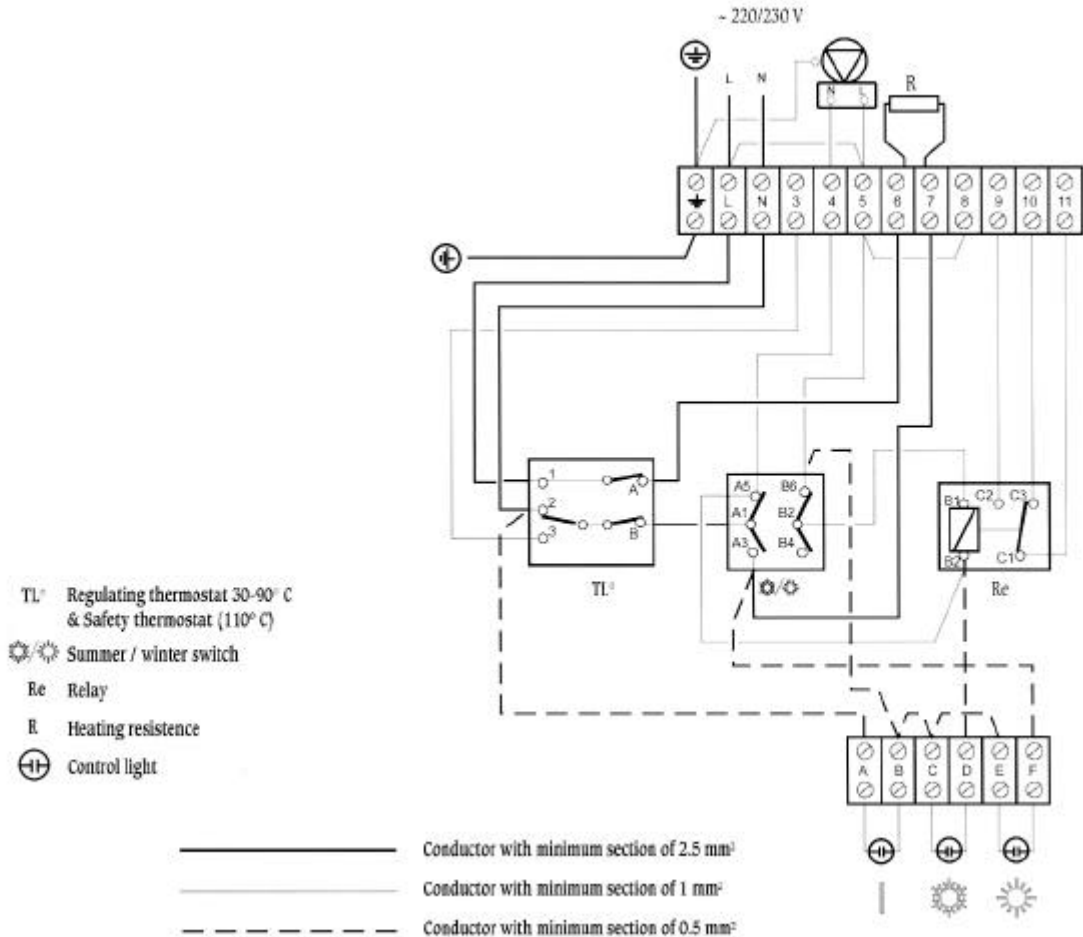 ~ 220/230 V
L N
N L
R
L N 3 4 5 6 7 8 9 10 11
1 A
2
3 B
TL°
A5 B6
A1 B2
A3 B4
B1 C2 C3
B2 C1
Re
TL° Regulating thermostat 30-90° C
& Safety thermostat (110° C)
Summer / winter switch
Re Relay
R Heating resistence
Control light
A B C D E F
Conductor with minimum section of 2.5 mm²
Conductor with minimum section of 1 mm²
Conductor with minimum section of 0.5 mm²